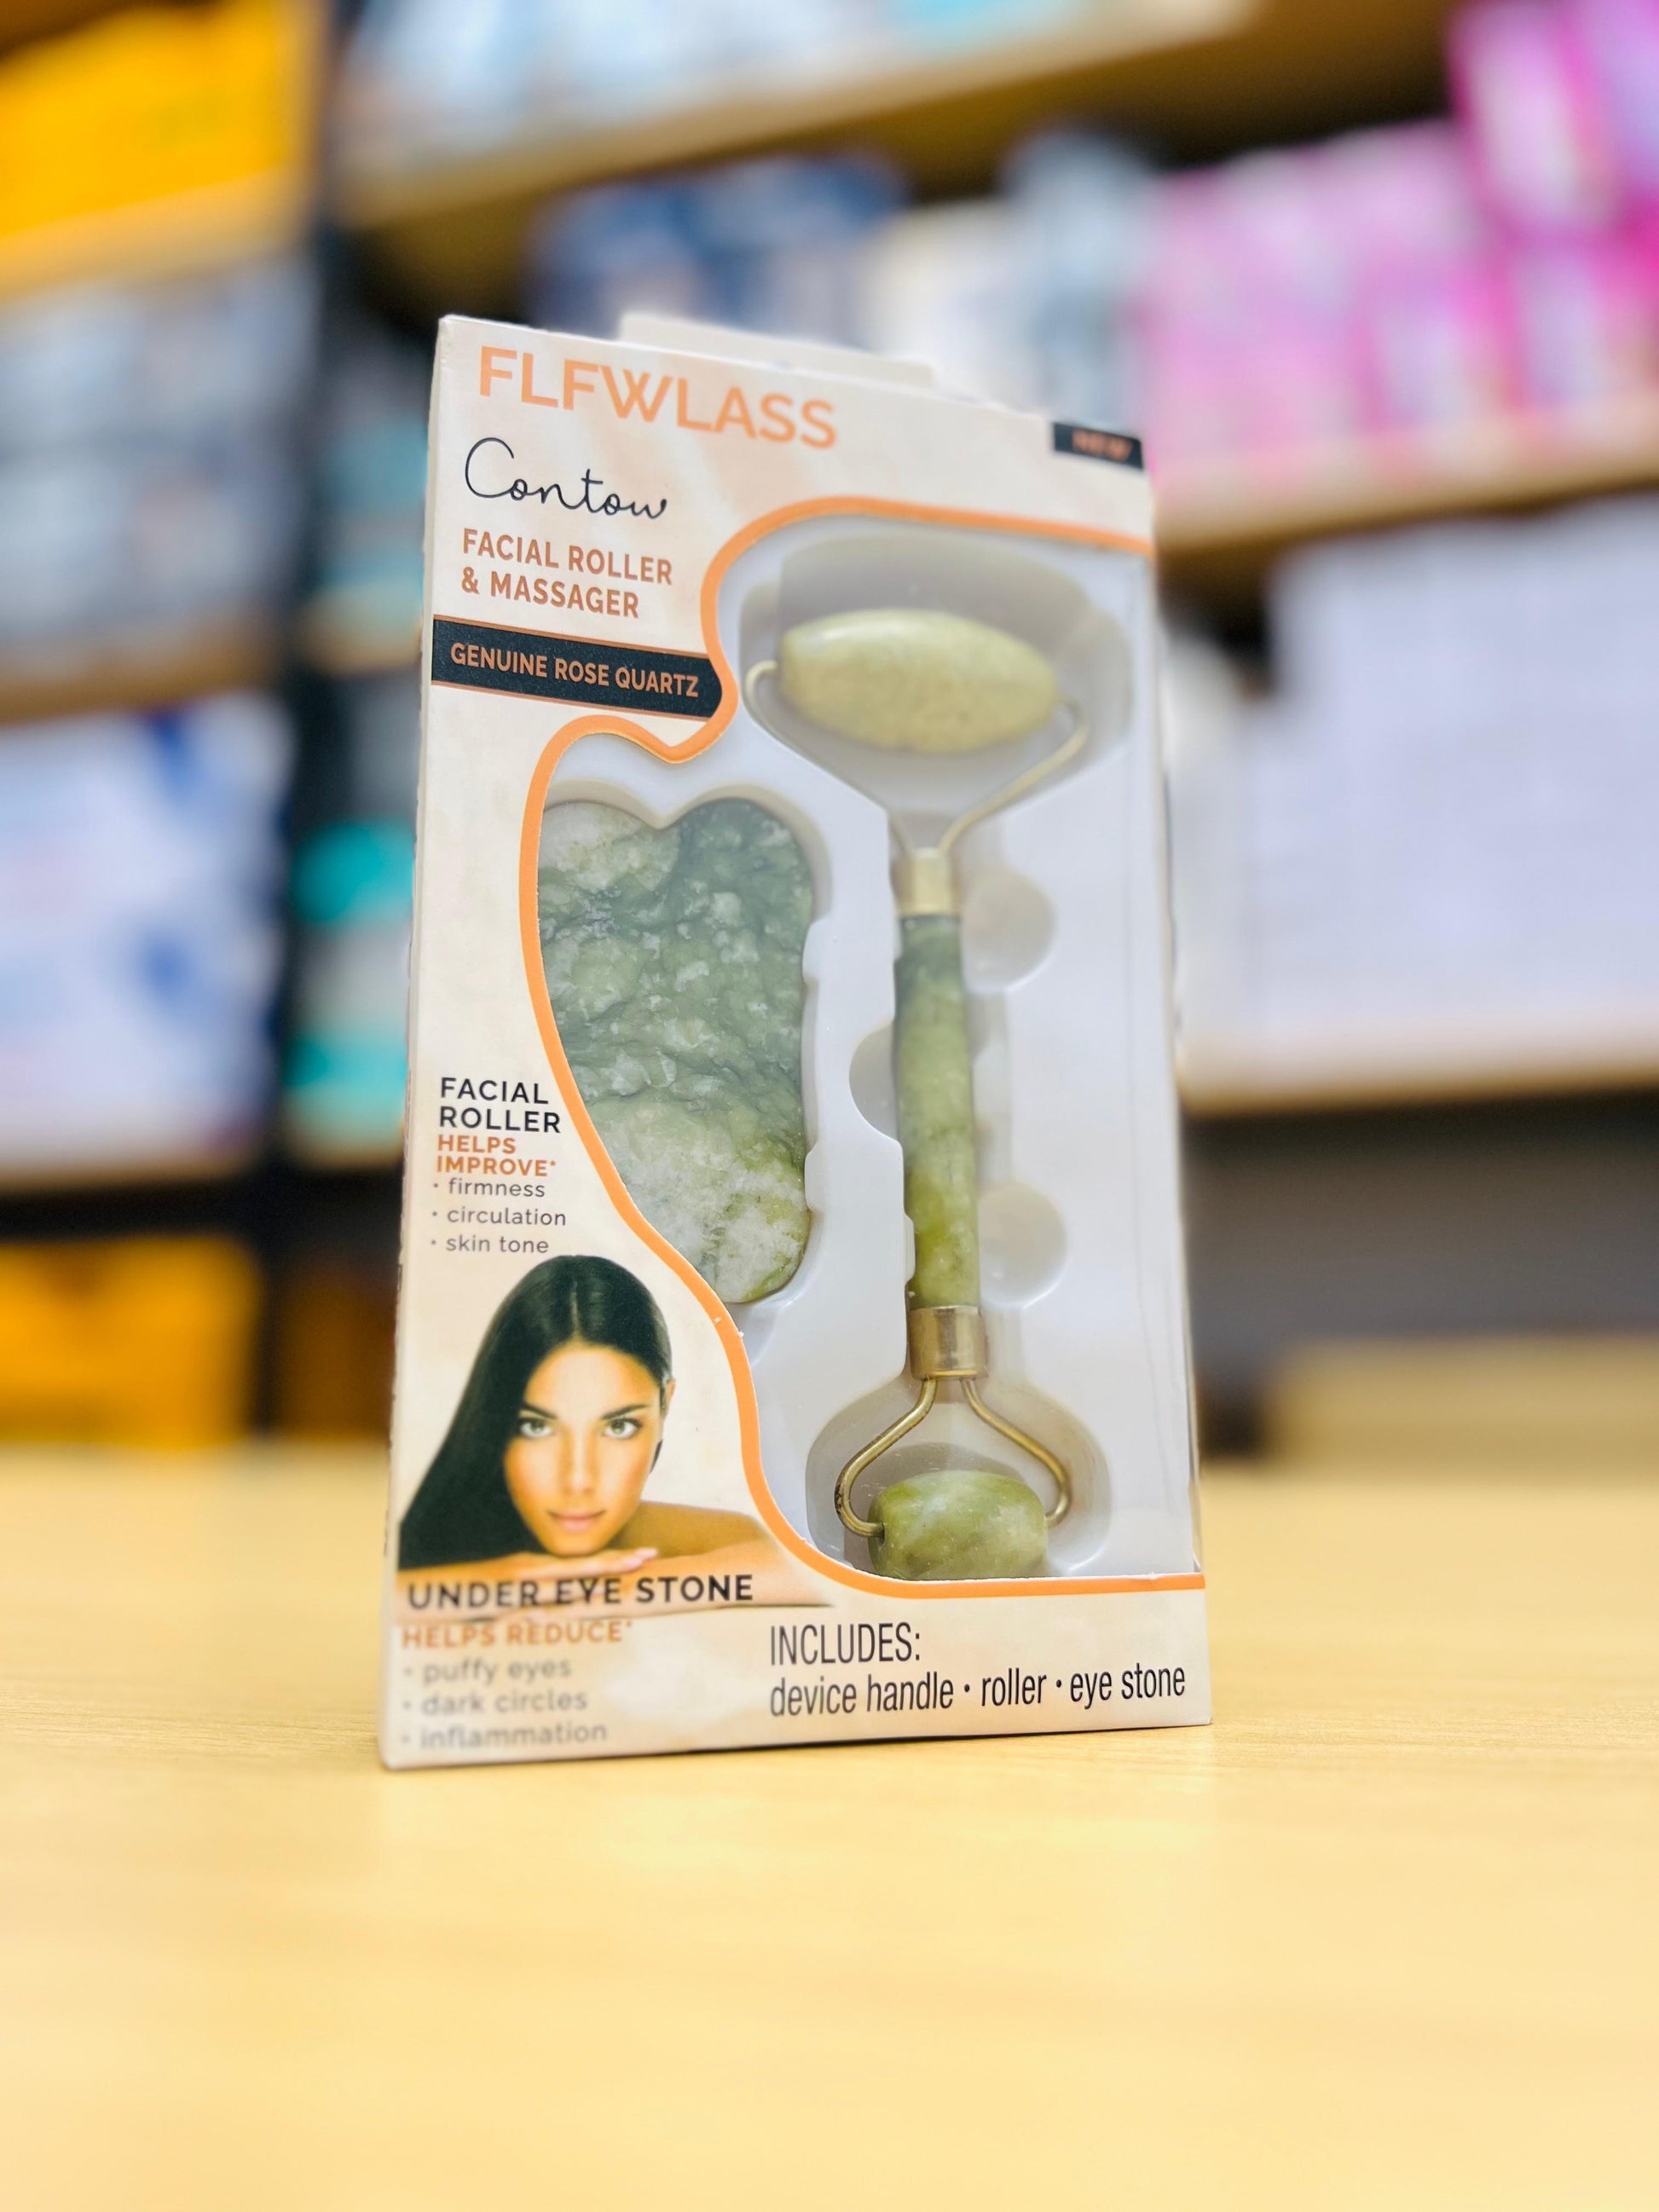 FLFWLASS
NEW
Contour
FACIAL ROLLER
& MASSAGER
GENUINE ROSE QUARTZ
FACIAL
ROLLER
HELPS
IMPROVE*
• firmness
• circulation
• skin tone
UNDER EYE STONE
HELPS REDUCE*
• puffy eyes
• dark circles
• inflammation
INCLUDES:
device handle • roller • eye stone